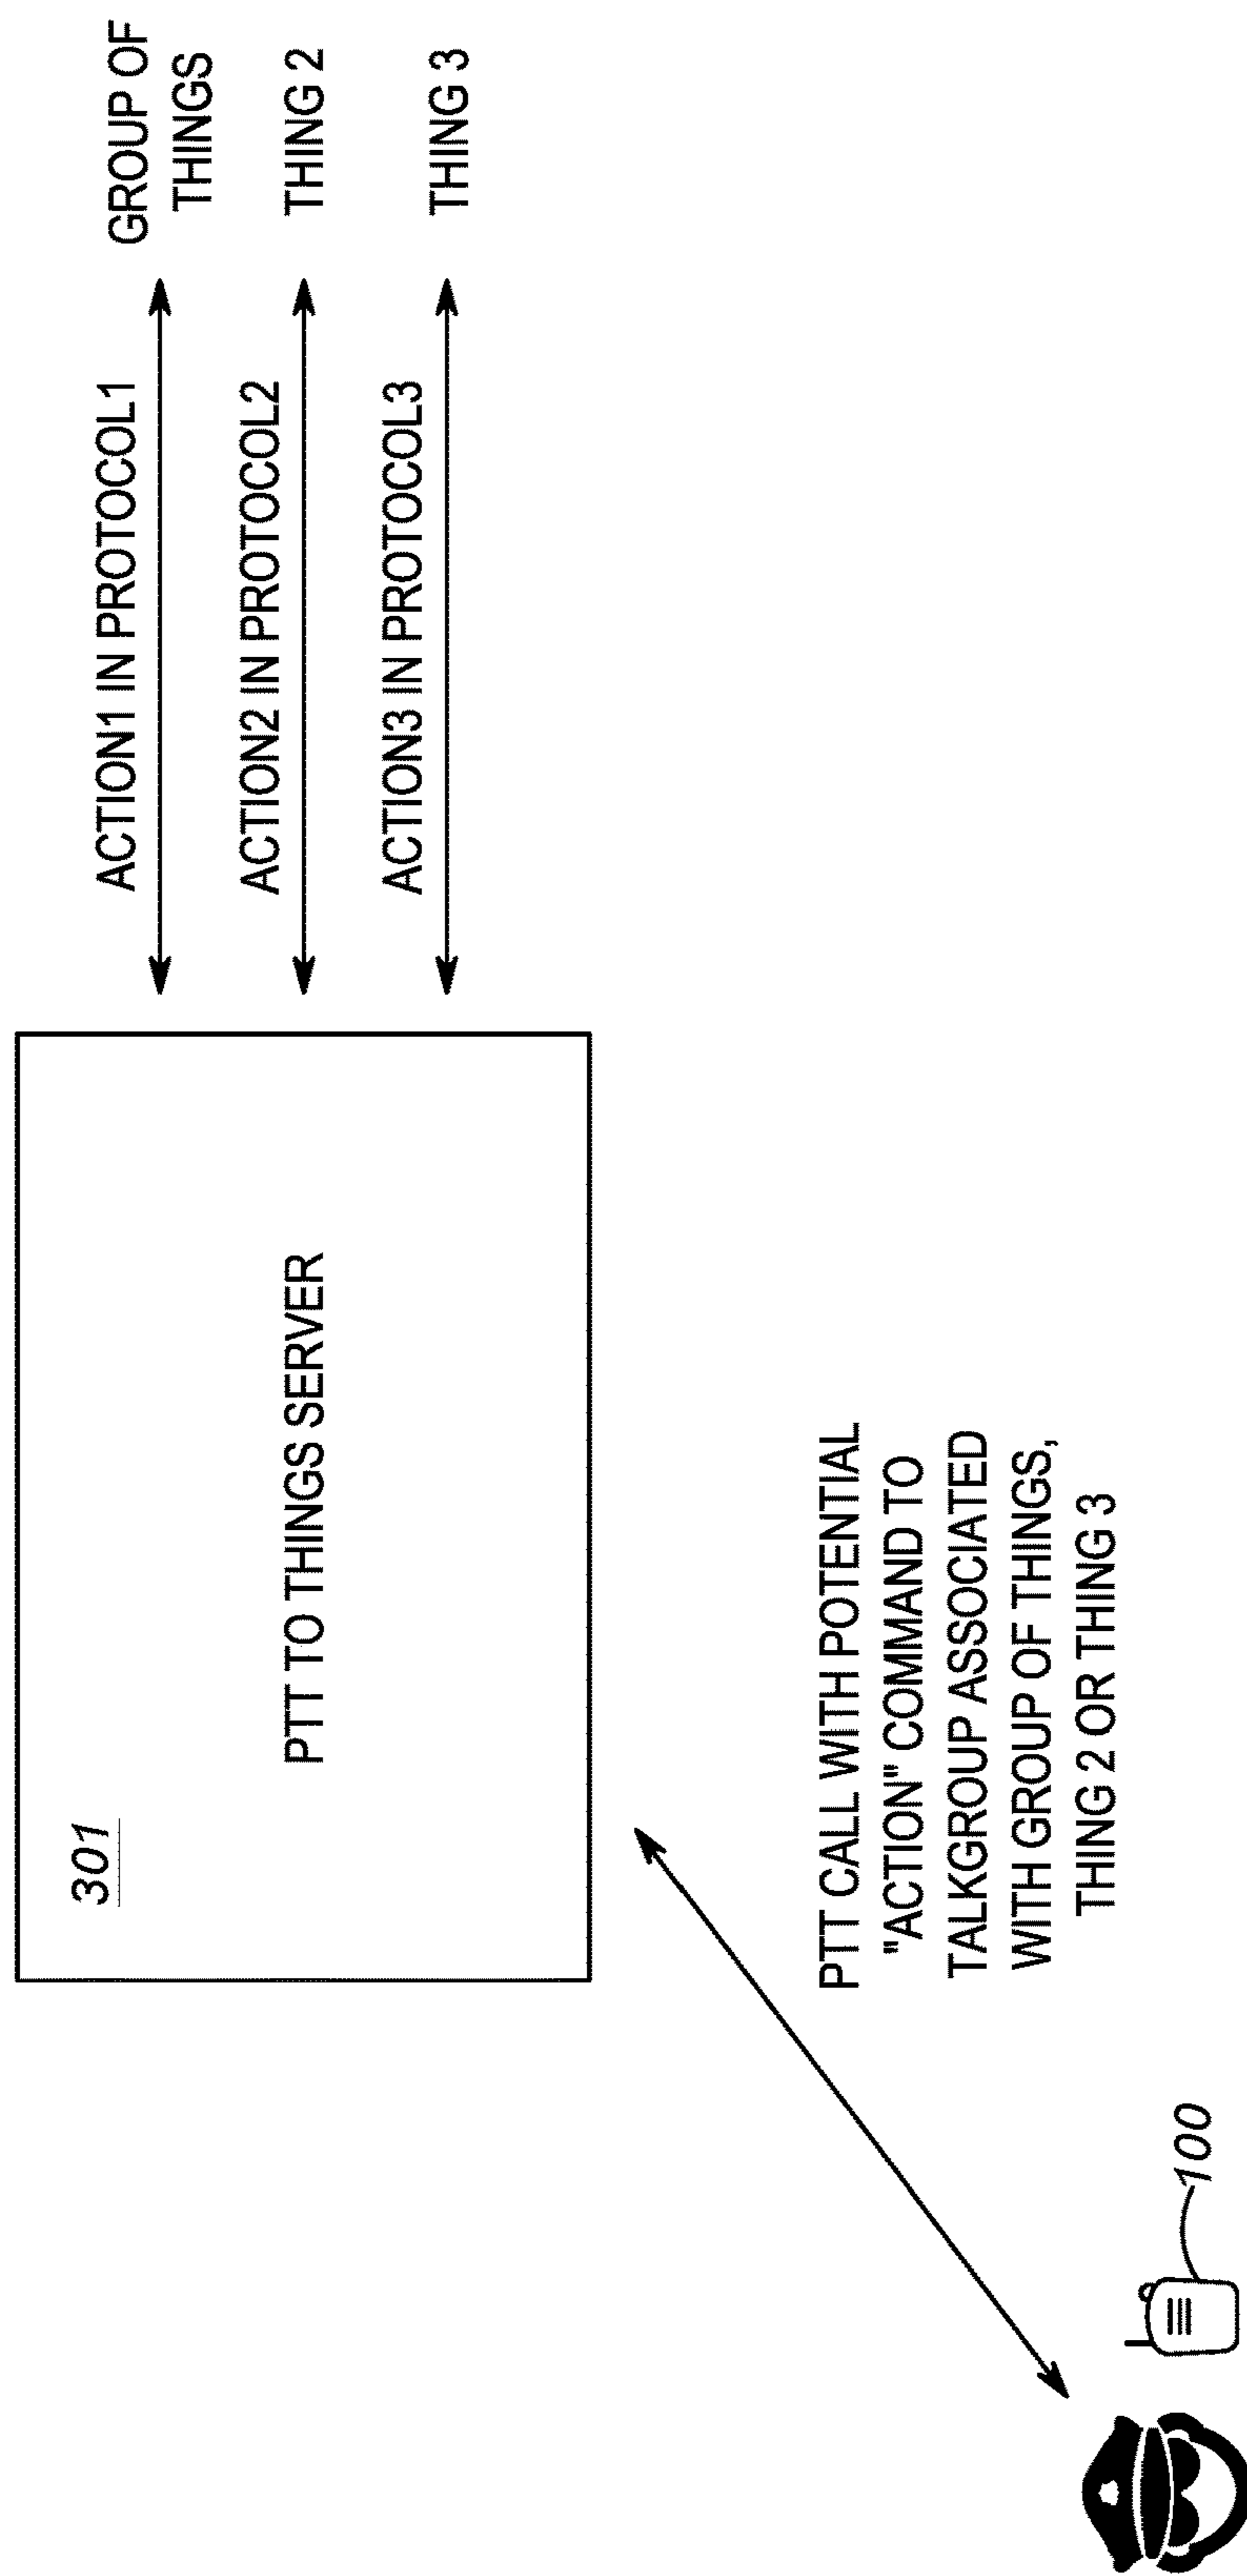 301
PTT TO THINGS SERVER
ACTION1 IN PROTOCOL1
GROUP OF
THINGS
ACTION2 IN PROTOCOL2
THING 2
ACTION3 IN PROTOCOL3
THING 3
PTT CALL WITH POTENTIAL
"ACTION" COMMAND TO
TALKGROUP ASSOCIATED
WITH GROUP OF THINGS,
THING 2 OR THING 3
100